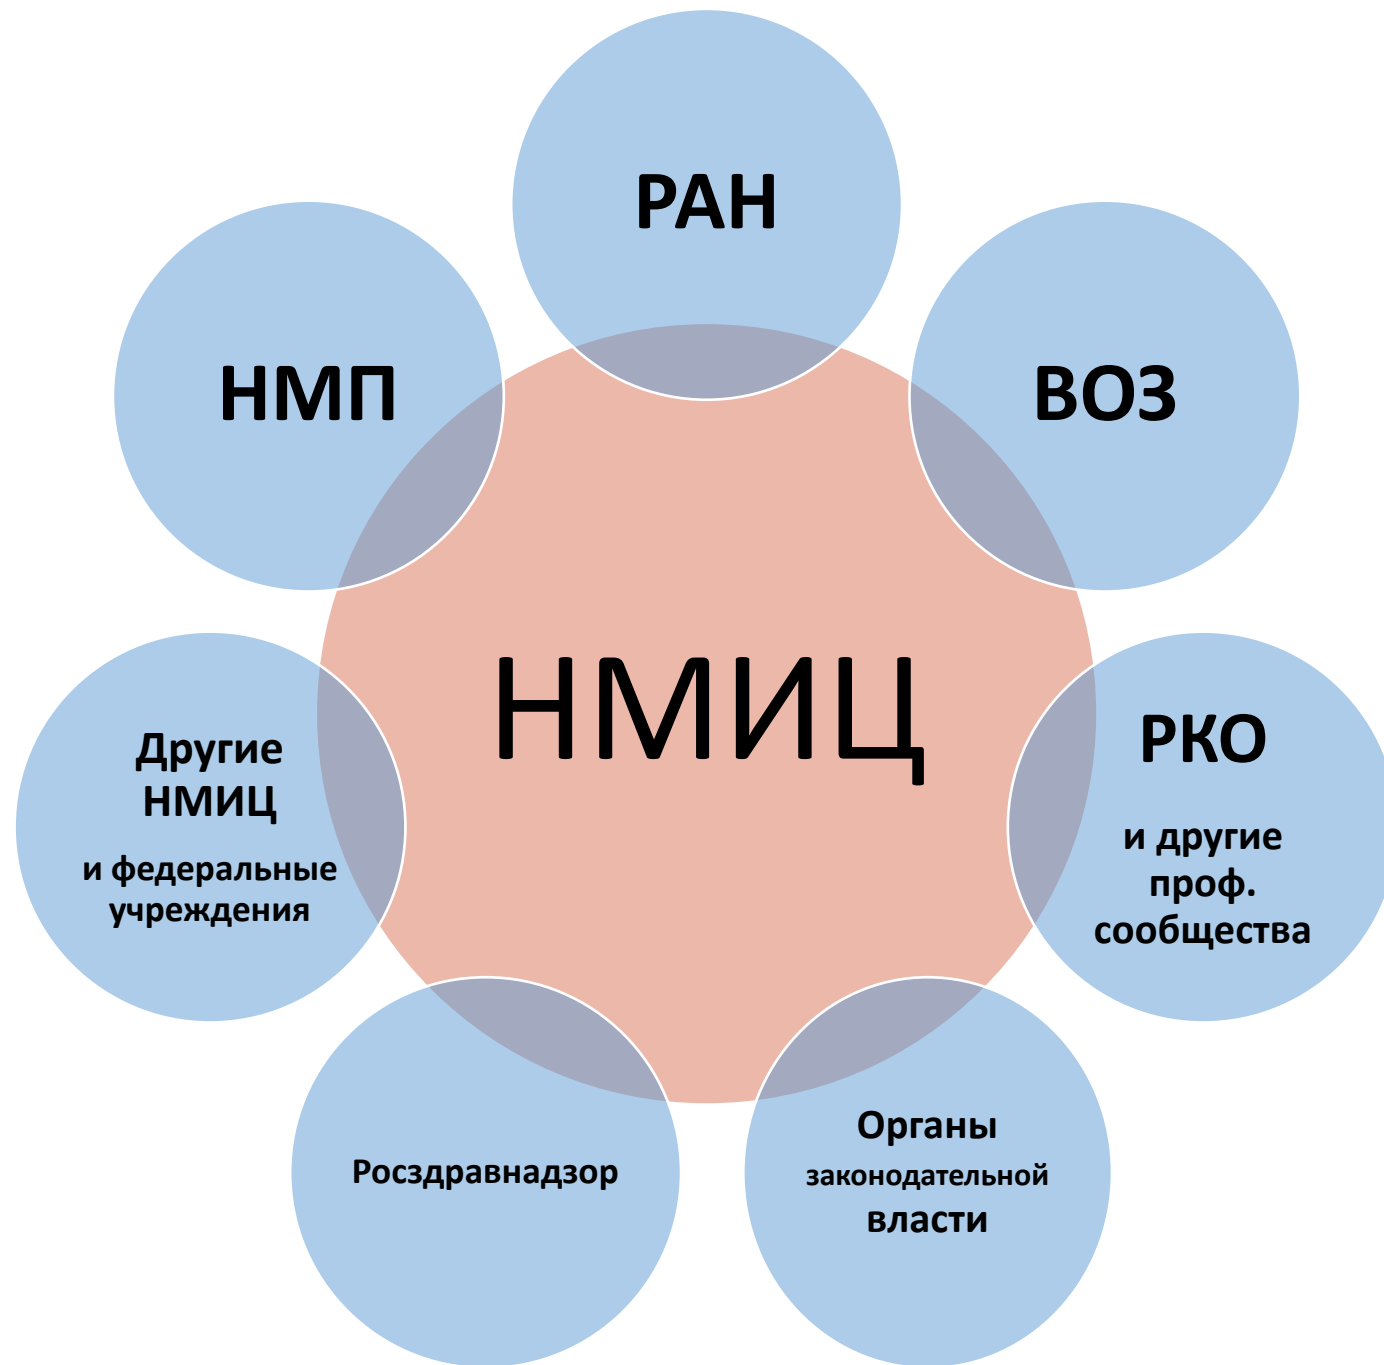 РАН
НМП
ВОЗ
НМИЦ
Другие
НМИЦ
и федеральные
учреждения
РКО
и другие
проф.
сообщества
Росздравнадзор
Органы
законодательной
власти